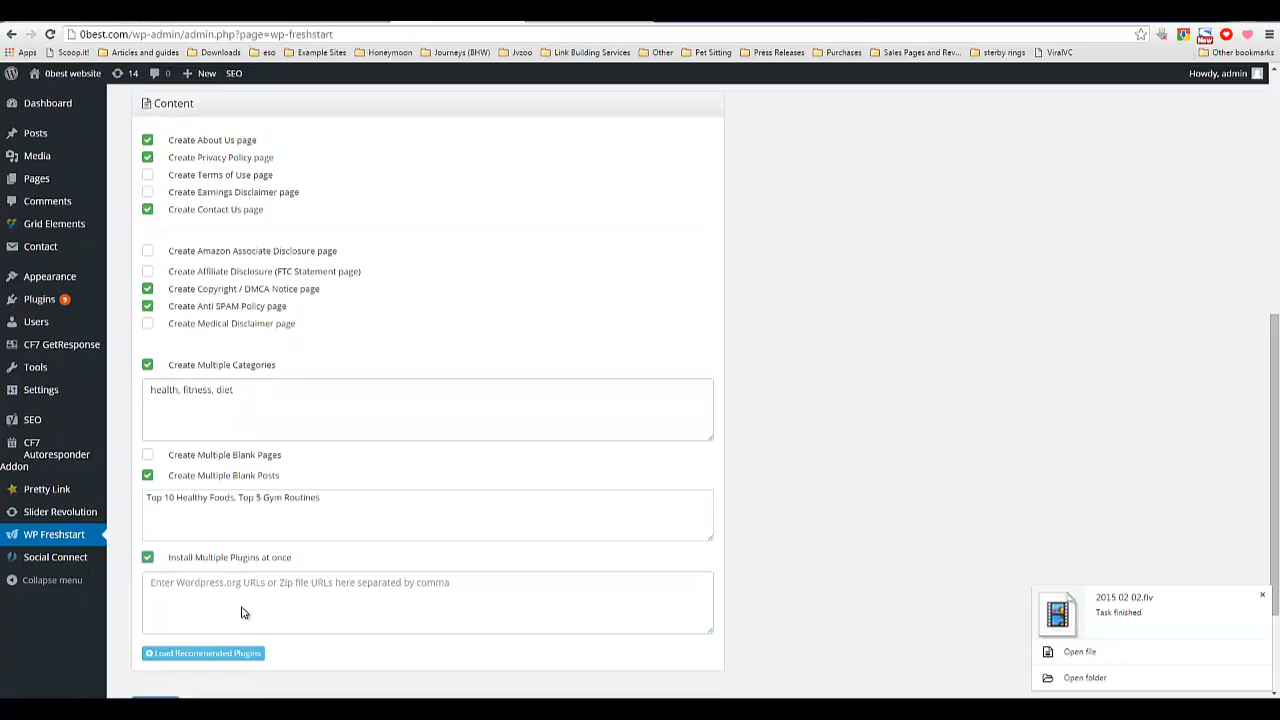 0best.com/wp-admin/admin.php?page=wp-freshstart
Apps Scoop.it! Articles and guides Downloads eso Example Sites Honeymoon Journeys (BHW) Jvzoo Link Building Services Other Pet Sitting Press Releases Purchases Sales Pages and Rev... sterby rings ViralVC Other bookmarks
New
0best website 14 0 New SEO Howdy, admin
Dashboard
Posts
Media
Pages
Comments
Grid Elements
Contact
Appearance
Plugins 9
Users
CF7 GetResponse
Tools
Settings
SEO
CF7
Autoresponder
Addon
Pretty Link
Slider Revolution
WP Freshstart
Social Connect
Collapse menu
Content
Create About Us page
Create Privacy Policy page
Create Terms of Use page
Create Earnings Disclaimer page
Create Contact Us page
Create Amazon Associate Disclosure page
Create Affiliate Disclosure (FTC Statement page)
Create Copyright / DMCA Notice page
Create Anti SPAM Policy page
Create Medical Disclaimer page
Create Multiple Categories
health, fitness, diet
Create Multiple Blank Pages
Create Multiple Blank Posts
Top 10 Healthy Foods, Top 5 Gym Routines
Install Multiple Plugins at once
Enter Wordpress.org URLs or Zip file URLs here separated by comma
Load Recommended Plugins
2015 02 02.flv
Task finished
Open file
Open folder